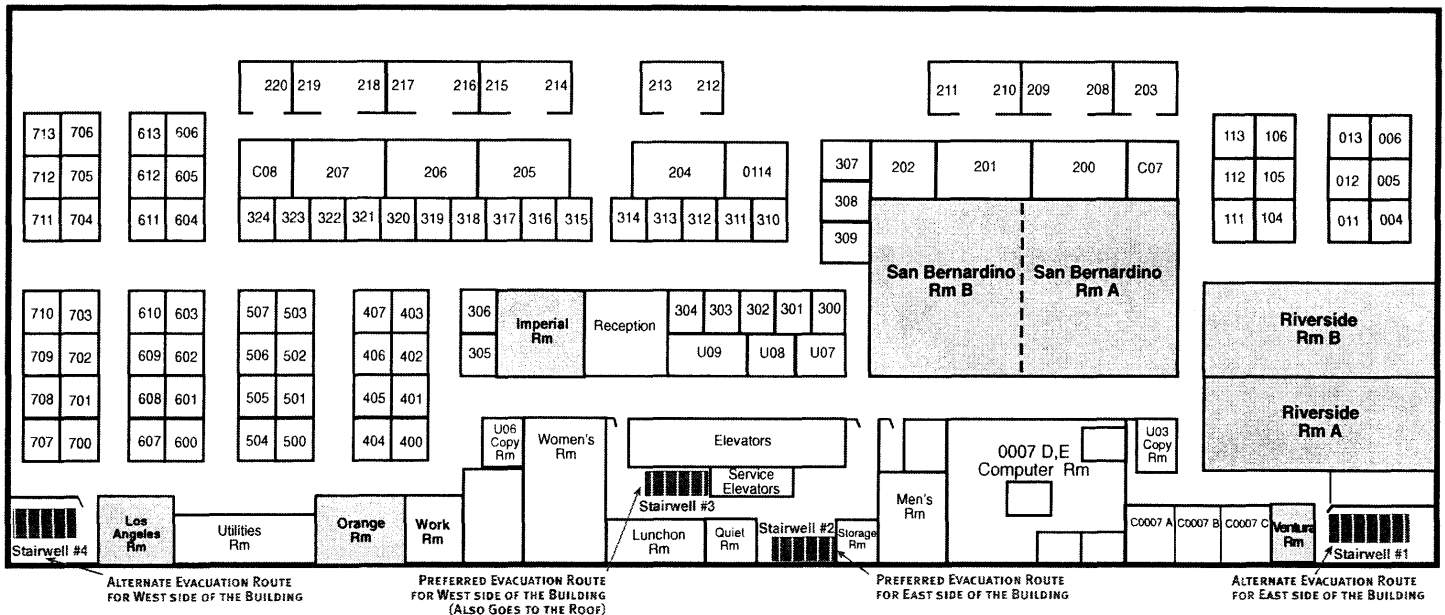 220 219 218 217 216 215 214
213 212
211 210 209 208 203
713 706
712 705
711 704
613 606
612 605
611 604
C08 207 206 205
324 323 322 321 320 319 318 317 316 315
204 0114
314 313 312 311 310
307
308
309
202 201 200 C07
113 106
112 105
111 104
013 006
012 005
011 004
San Bernardino
Rm B
San Bernardino
Rm A
Riverside
Rm B
Riverside
Rm A
710 703
709 702
708 701
707 700
610 603
609 602
608 601
607 600
507 503
506 502
505 501
504 500
407 403
406 402
405 401
404 400
306
305
Imperial
Rm
Reception
304 303 302 301 300
U09 U08 U07
U06
Copy
Rm
Women's
Rm
Elevators
Service
Elevators
Stairwell #3
0007 D,E
Computer Rm
U03
Copy
Rm
Men's
Rm
Stairwell #4
Los
Angeles
Rm
Utilities
Rm
Orange
Rm
Work
Rm
Lunchon
Rm
Quiet
Rm
Stairwell #2
Storage
Rm
C0007 A C0007 B C0007 C
Ventura
Rm
Stairwell #1
ALTERNATE EVACUATION ROUTE
FOR WEST SIDE OF THE BUILDING
PREFERRED EVACUATION ROUTE
FOR WEST SIDE OF THE BUILDING
(ALSO GOES TO THE ROOF)
PREFERRED EVACUATION ROUTE
FOR EAST SIDE OF THE BUILDING
ALTERNATE EVACUATION ROUTE
FOR EAST SIDE OF THE BUILDING